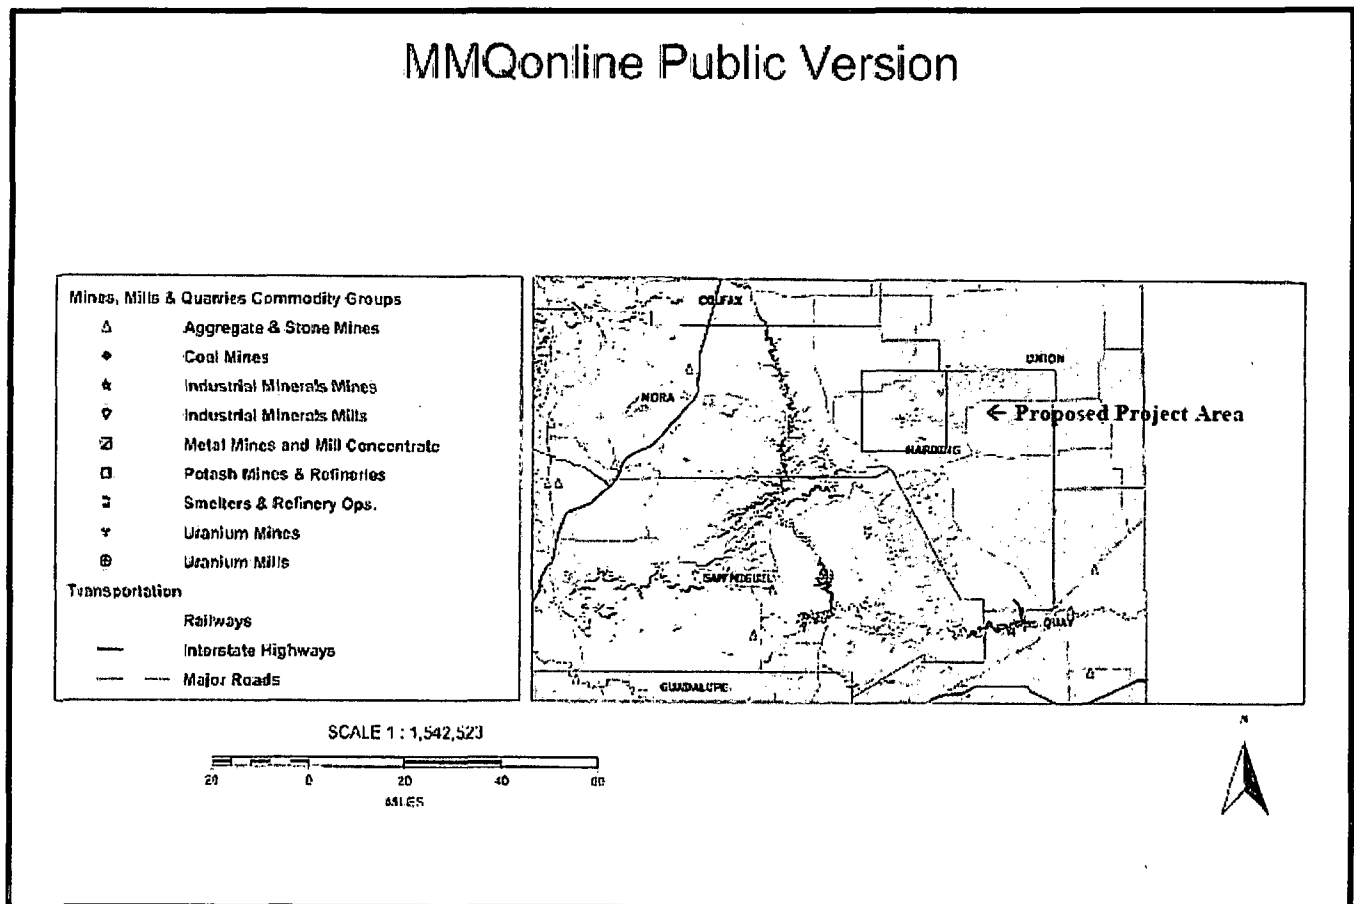 MMQonline Public Version
Mines, Mills & Quarries Commodity Groups
Aggregate & Stone Mines
Coal Mines
Industrial Minerals Mines
Industrial Minerals Mills
Metal Mines and Mill Concentrate
Potash Mines & Refineries
Smelters & Refinery Ops.
Uranium Mines
Uranium Mills
Transportation
Railways
Interstate Highways
Major Roads
COLFAX
UNION
MORA
← Proposed Project Area
HARDING
SAN MIGUEL
QUAY
GUADALUPE
SCALE 1 : 1,542,523
20 0 20 40 60
MILES
N